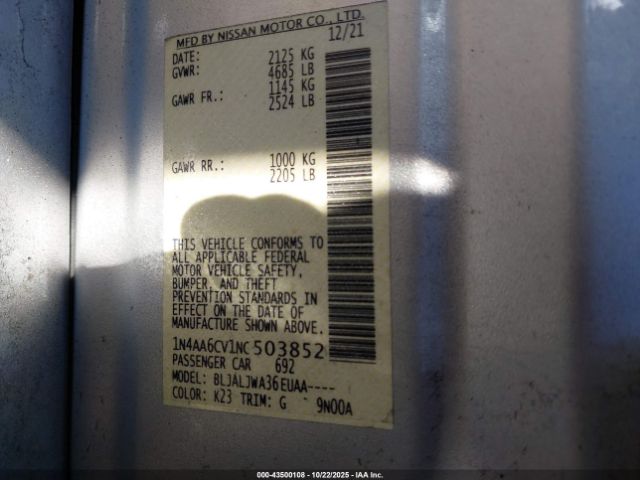 MFD BY NISSAN MOTOR CO., LTD.
12/21
DATE: 2125 KG
GVWR: 4685 LB
1145 KG
GAWR FR.: 2524 LB
GAWR RR.: 1000 KG
2205 LB
THIS VEHICLE CONFORMS TO
ALL APPLICABLE FEDERAL
MOTOR VEHICLE SAFETY,
BUMPER, AND THEFT
PREVENTION STANDARDS IN
EFFECT ON THE DATE OF
MANUFACTURE SHOWN ABOVE.
1N4AA6CV1NC503852
PASSENGER CAR 692
MODEL: BLJALJWA36EUAA----
COLOR: K23 TRIM: G 9N00A
000-43500108 - 10/22/2025 - IAA Inc.